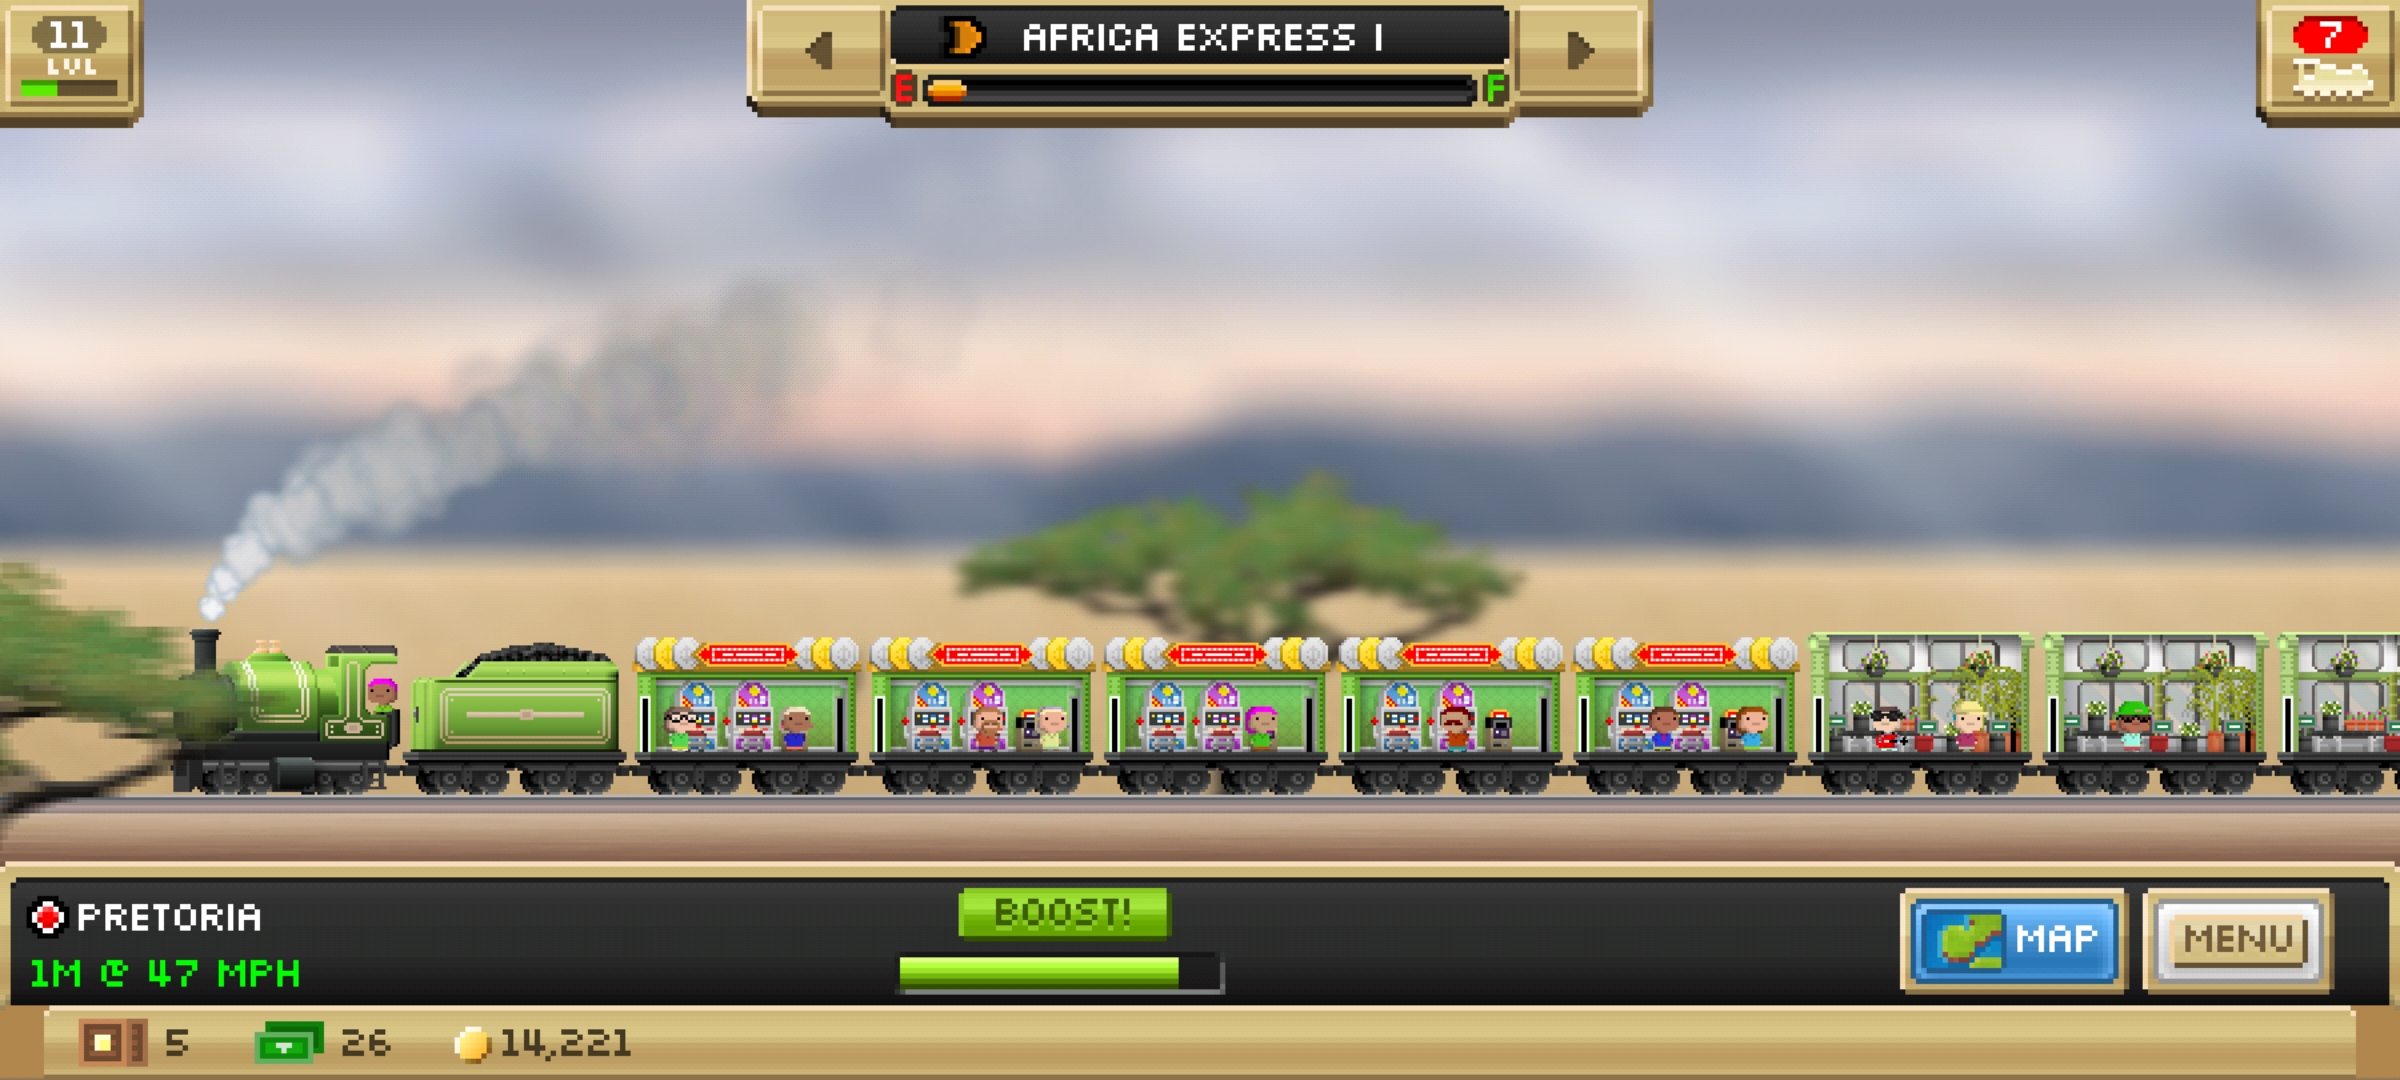 11
LVL
AFRICA EXPRESS I
E F
7
PRETORIA
1M @ 47 MPH
BOOST!
MAP
MENU
5
26
14,221